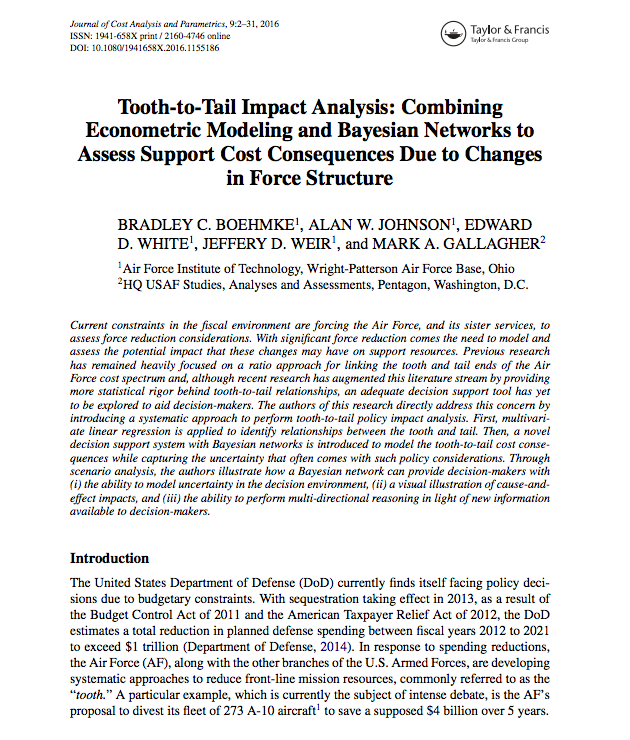 Journal of Cost Analysis and Parametrics, 9:2–31, 2016
ISSN: 1941-658X print / 2160-4746 online
DOI: 10.1080/1941658X.2016.1155186
Taylor & Francis
Taylor & Francis Group
Tooth-to-Tail Impact Analysis: Combining
Econometric Modeling and Bayesian Networks to
Assess Support Cost Consequences Due to Changes
in Force Structure
BRADLEY C. BOEHMKE1, ALAN W. JOHNSON1, EDWARD
D. WHITE1, JEFFERY D. WEIR1, and MARK A. GALLAGHER2
1Air Force Institute of Technology, Wright-Patterson Air Force Base, Ohio
2HQ USAF Studies, Analyses and Assessments, Pentagon, Washington, D.C.
Current constraints in the fiscal environment are forcing the Air Force, and its sister services, to
assess force reduction considerations. With significant force reduction comes the need to model and
assess the potential impact that these changes may have on support resources. Previous research
has remained heavily focused on a ratio approach for linking the tooth and tail ends of the Air
Force cost spectrum and, although recent research has augmented this literature stream by providing
more statistical rigor behind tooth-to-tail relationships, an adequate decision support tool has yet
to be explored to aid decision-makers. The authors of this research directly address this concern by
introducing a systematic approach to perform tooth-to-tail policy impact analysis. First, multivari-
ate linear regression is applied to identify relationships between the tooth and tail. Then, a novel
decision support system with Bayesian networks is introduced to model the tooth-to-tail cost conse-
quences while capturing the uncertainty that often comes with such policy considerations. Through
scenario analysis, the authors illustrate how a Bayesian network can provide decision-makers with
(i) the ability to model uncertainty in the decision environment, (ii) a visual illustration of cause-and-
effect impacts, and (iii) the ability to perform multi-directional reasoning in light of new information
available to decision-makers.
Introduction
The United States Department of Defense (DoD) currently finds itself facing policy deci-
sions due to budgetary constraints. With sequestration taking effect in 2013, as a result of
the Budget Control Act of 2011 and the American Taxpayer Relief Act of 2012, the DoD
estimates a total reduction in planned defense spending between fiscal years 2012 to 2021
to exceed $1 trillion (Department of Defense, 2014). In response to spending reductions,
the Air Force (AF), along with the other branches of the U.S. Armed Forces, are developing
systematic approaches to reduce front-line mission resources, commonly referred to as the
“tooth.” A particular example, which is currently the subject of intense debate, is the AF’s
proposal to divest its fleet of 273 A-10 aircraft1 to save a supposed $4 billion over 5 years.